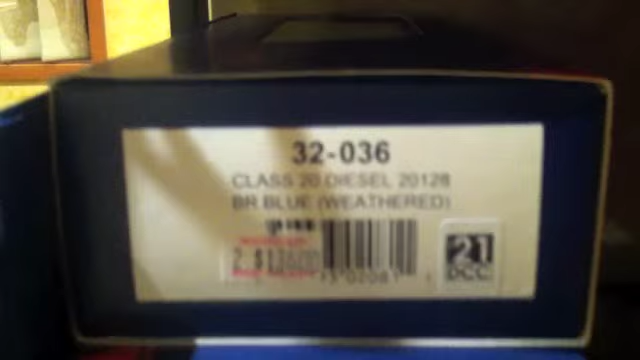 32-036
CLASS 20 DIESEL 20128
BR BLUE (WEATHERED)
21
DCC